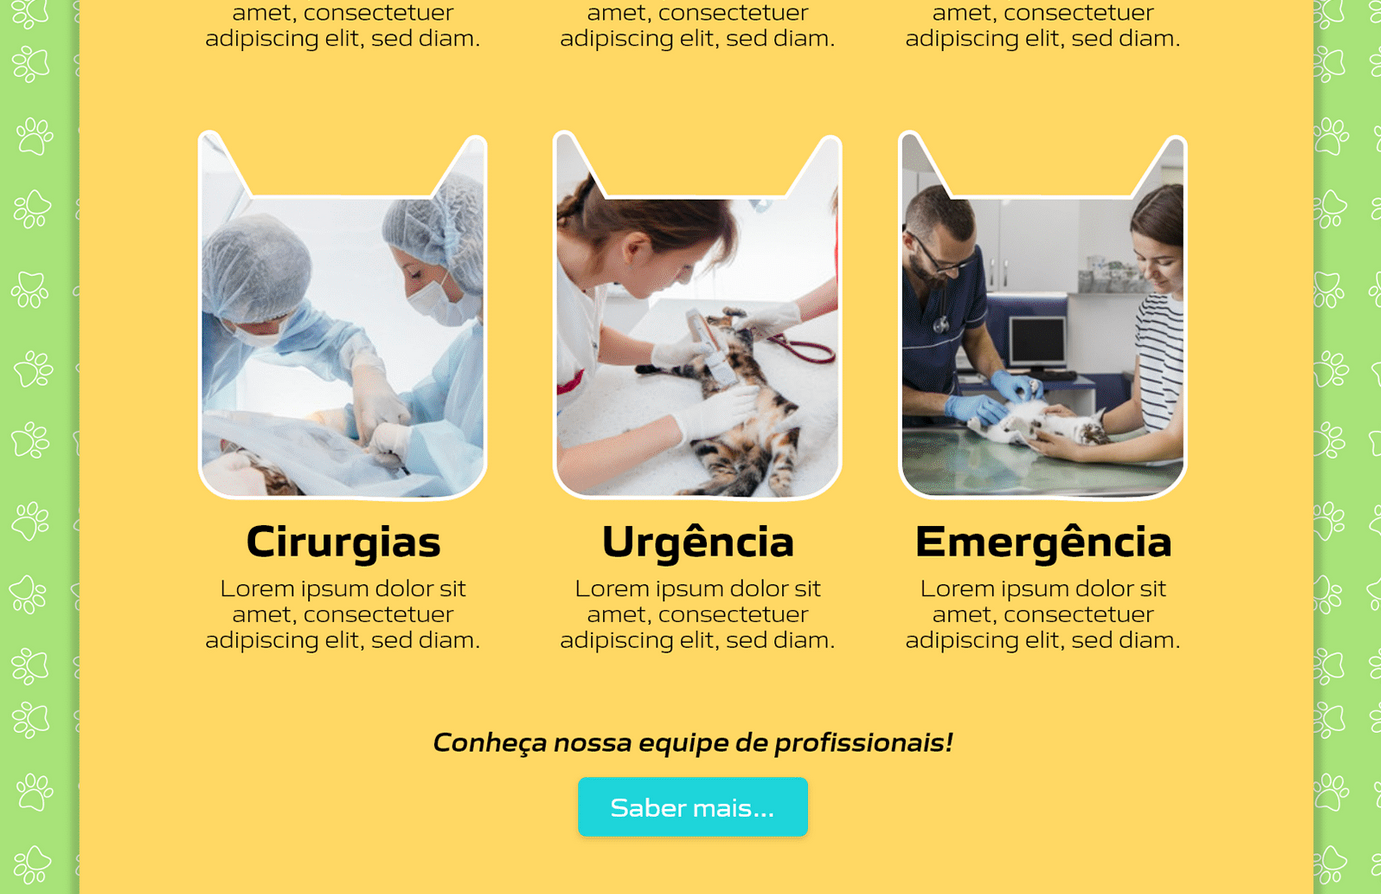 amet, consectetuer
adipiscing elit, sed diam.
amet, consectetuer
adipiscing elit, sed diam.
amet, consectetuer
adipiscing elit, sed diam.
Cirurgias
Lorem ipsum dolor sit
amet, consectetuer
adipiscing elit, sed diam.
Urgência
Lorem ipsum dolor sit
amet, consectetuer
adipiscing elit, sed diam.
Emergência
Lorem ipsum dolor sit
amet, consectetuer
adipiscing elit, sed diam.
Conheça nossa equipe de profissionais!
Saber mais...